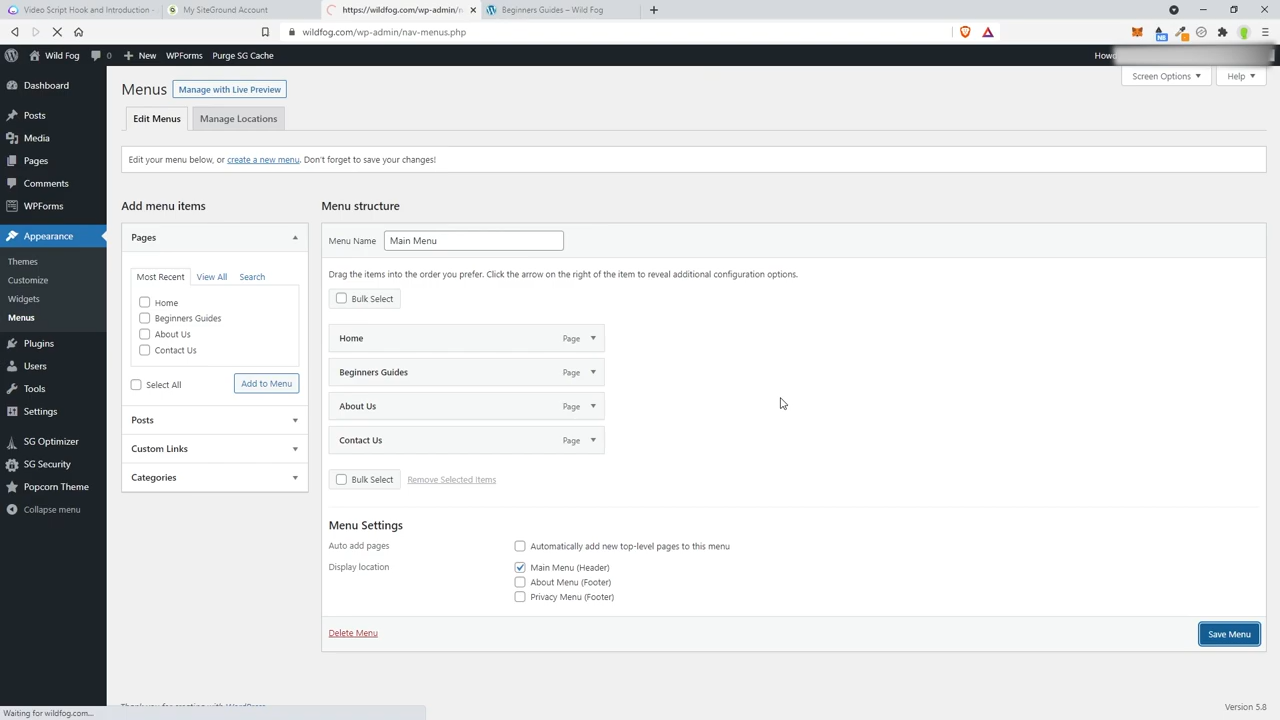 Video Script Hook and Introduction -
My SiteGround Account
https://wildfog.com/wp-admin/n
Beginners Guides – Wild Fog
wildfog.com/wp-admin/nav-menus.php
Wild Fog
0
New
WPForms
Purge SG Cache
Howd
Dashboard
Posts
Media
Pages
Comments
WPForms
Appearance
Themes
Customize
Widgets
Menus
Plugins
Users
Tools
Settings
SG Optimizer
SG Security
Popcorn Theme
Collapse menu
Menus
Manage with Live Preview
Screen Options
Help
Edit Menus
Manage Locations
Edit your menu below, or create a new menu. Don't forget to save your changes!
Add menu items
Pages
Most Recent
View All
Search
Home
Beginners Guides
About Us
Contact Us
Select All
Add to Menu
Posts
Custom Links
Categories
Menu structure
Menu Name
Main Menu
Drag the items into the order you prefer. Click the arrow on the right of the item to reveal additional configuration options.
Bulk Select
Home Page
Beginners Guides Page
About Us Page
Contact Us Page
Bulk Select
Remove Selected Items
Menu Settings
Auto add pages
Automatically add new top-level pages to this menu
Display location
Main Menu (Header)
About Menu (Footer)
Privacy Menu (Footer)
Delete Menu
Save Menu
Thank you for creating with WordPress.
Version 5.8
Waiting for wildfog.com...